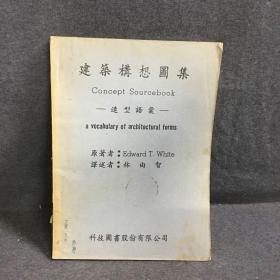 建築構想圖集
Concept Sourcebook
—造型語彙—
a vocabulary of architectural forms
原著者：Edward T. White
譯述者：林由智
科技圖書股份有限公司